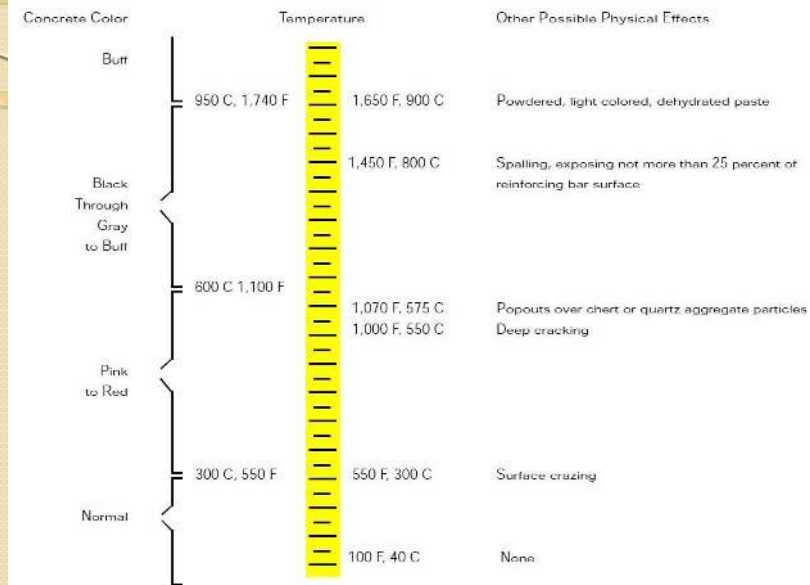 Concrete Color Temperature Other Possible Physical Effects
Buff
950 C, 1,740 F 1,650 F, 900 C Powdered, light colored, dehydrated paste
1,450 F, 800 C Spalling, exposing not more than 25 percent of
reinforcing bar surface
Black
Through
Gray
to Buff
600 C 1,100 F
1,070 F, 575 C Popouts over chert or quartz aggregate particles
1,000 F, 550 C Deep cracking
Pink
to Red
300 C, 550 F 550 F, 300 C Surface crazing
Normal
100 F, 40 C None